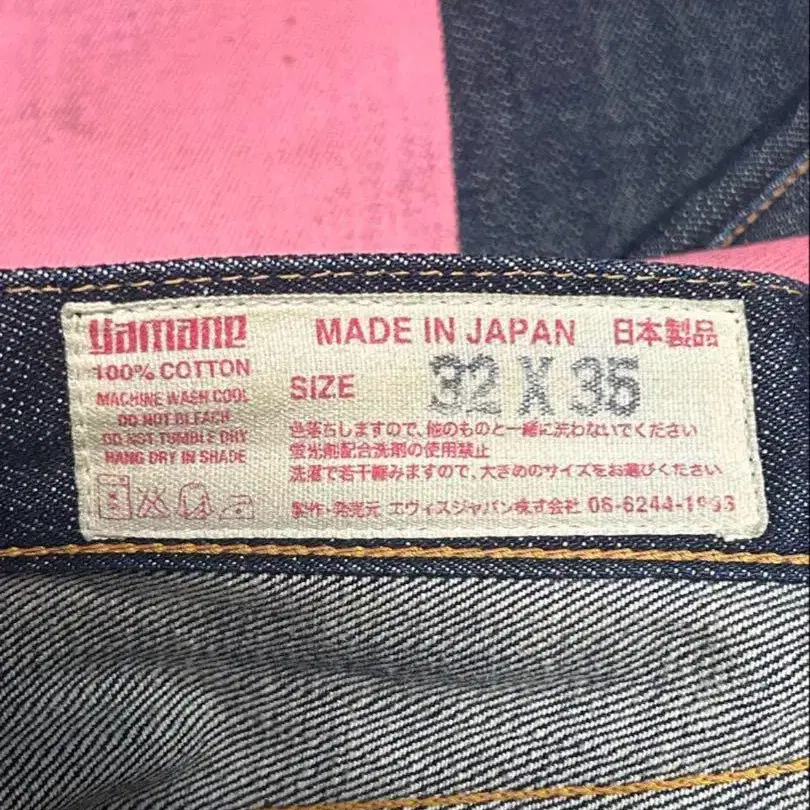 yamane
100% COTTON
MACHINE WASH COOL
DO NOT BLEACH
DO NOT TUMBLE DRY
HANG DRY IN SHADE
MADE IN JAPAN 日本製品
SIZE 32 X 35
色落ちしますので、他のものと一緒に洗わないでください
蛍光剤配合洗剤の使用禁止
洗濯で若干縮みますので、大きめのサイズをお選びください
製作・発売元 エヴィスジャパン株式会社 06-6244-1993